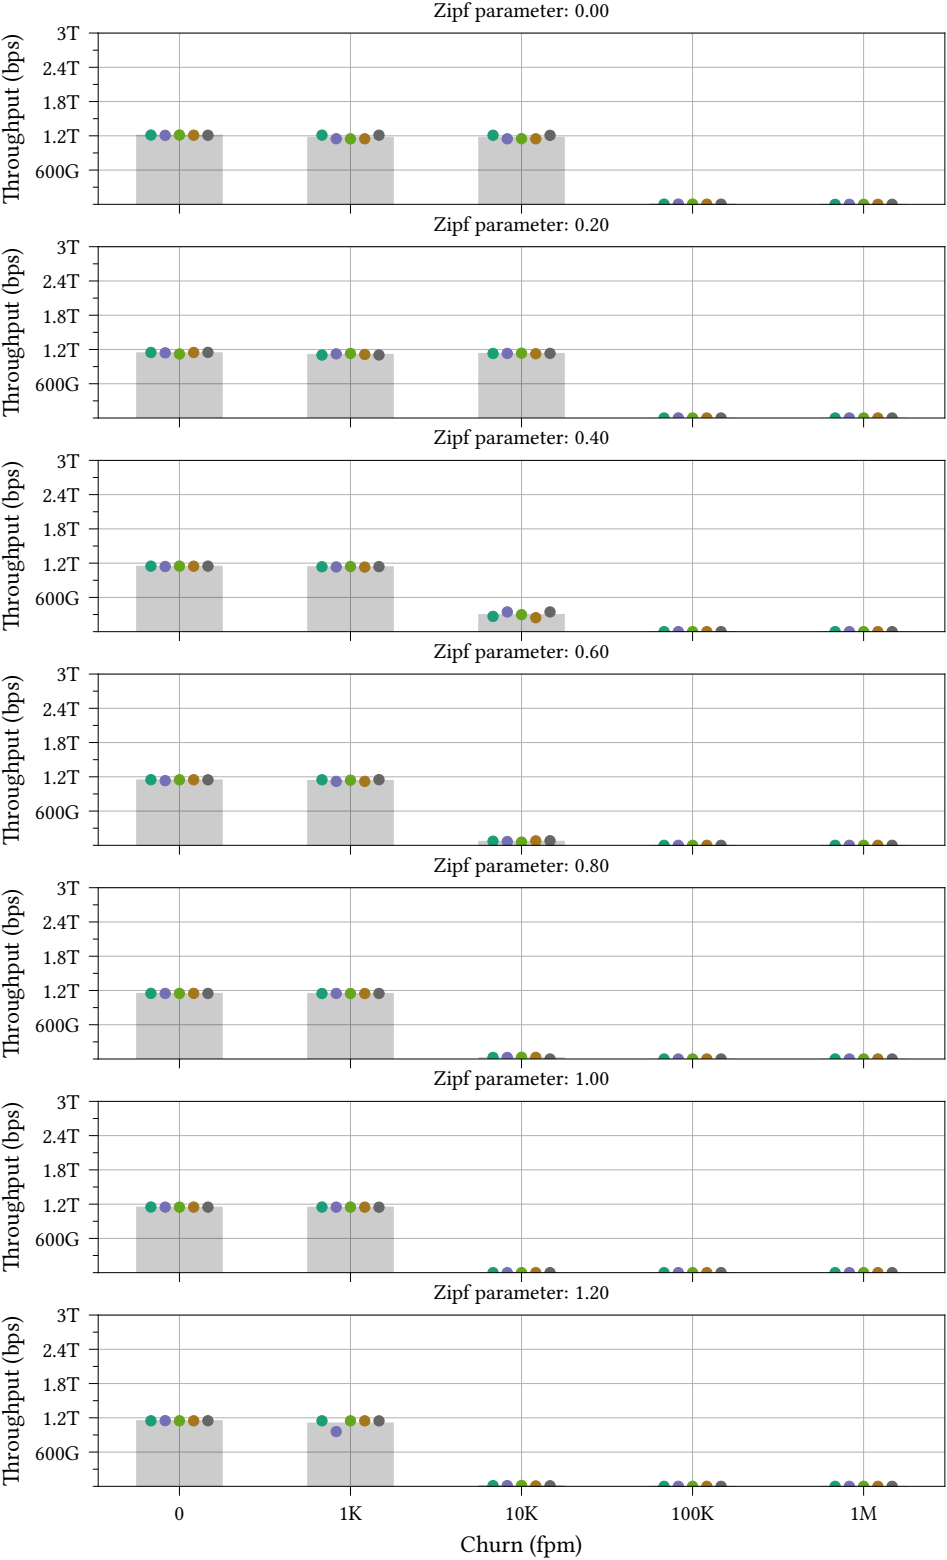 Zipf parameter: 0.00
Throughput (bps)
3T
2.4T
1.8T
1.2T
600G
Zipf parameter: 0.20
Throughput (bps)
3T
2.4T
1.8T
1.2T
600G
Zipf parameter: 0.40
Throughput (bps)
3T
2.4T
1.8T
1.2T
600G
Zipf parameter: 0.60
Throughput (bps)
3T
2.4T
1.8T
1.2T
600G
Zipf parameter: 0.80
Throughput (bps)
3T
2.4T
1.8T
1.2T
600G
Zipf parameter: 1.00
Throughput (bps)
3T
2.4T
1.8T
1.2T
600G
Zipf parameter: 1.20
Throughput (bps)
3T
2.4T
1.8T
1.2T
600G
0 1K 10K 100K 1M
Churn (fpm)